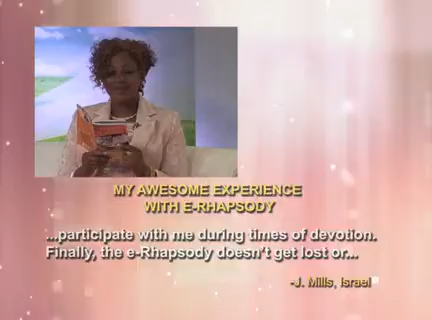 MY AWESOME EXPERIENCE
WITH E-RHAPSODY
...participate with me during times of devotion.
Finally, the e-Rhapsody doesn't get lost or...
-J. Mills, Israel